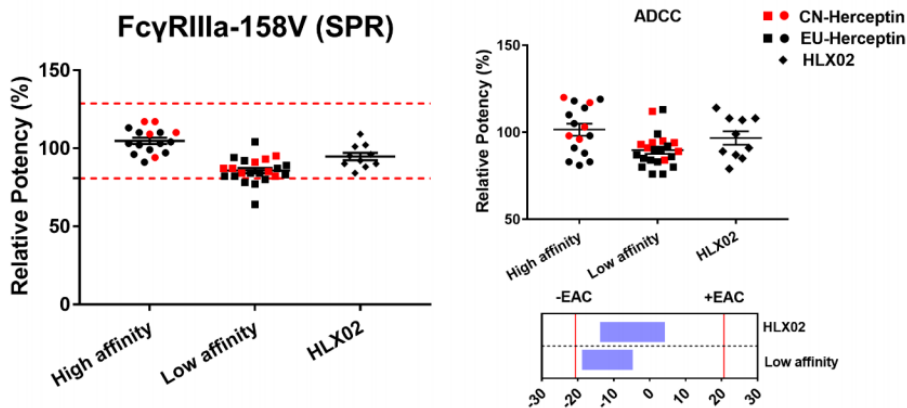 FcγRIIIa-158V (SPR)
Relative Potency (%)
150
100
50
0
High affinity
Low affinity
HLX02
ADCC
CN-Herceptin
EU-Herceptin
HLX02
Relative Potency (%)
150
100
50
High affinity
Low affinity
HLX02
-EAC
+EAC
HLX02
Low affinity
-30
-20
-10
0
10
20
30